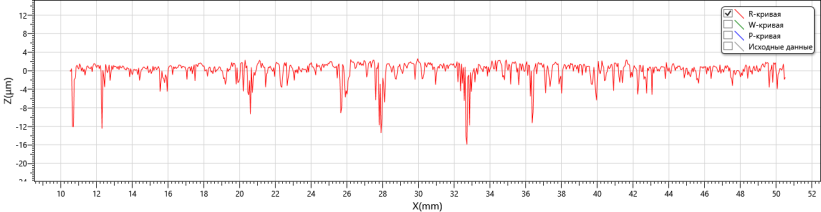 12
8
4
0
-4
-8
-12
-16
-20
-24
Z(μm)
10 12 14 16 18 20 22 24 26 28 30 32 34 36 38 40 42 44 46 48 50 52
X(mm)
R-кривая
W-кривая
P-кривая
Исходные данные